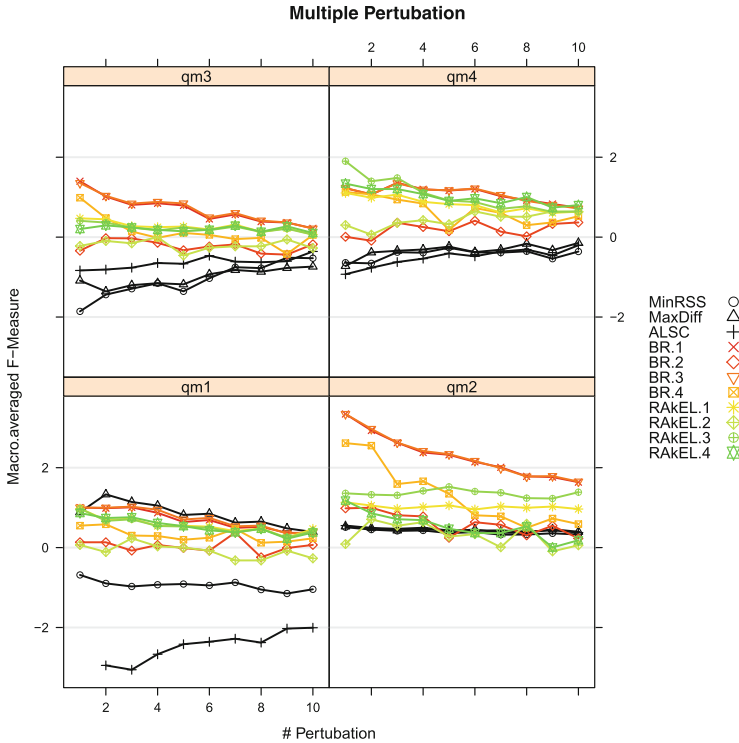 Multiple Pertubation
2 4 6 8 10
qm3 qm4
2
0
−2
qm1 qm2
2
0
−2
2 4 6 8 10
# Pertubation
Macro.averaged F−Measure
MinRSS
MaxDiff
ALSC
BR.1
BR.2
BR.3
BR.4
RAkEL.1
RAkEL.2
RAkEL.3
RAkEL.4